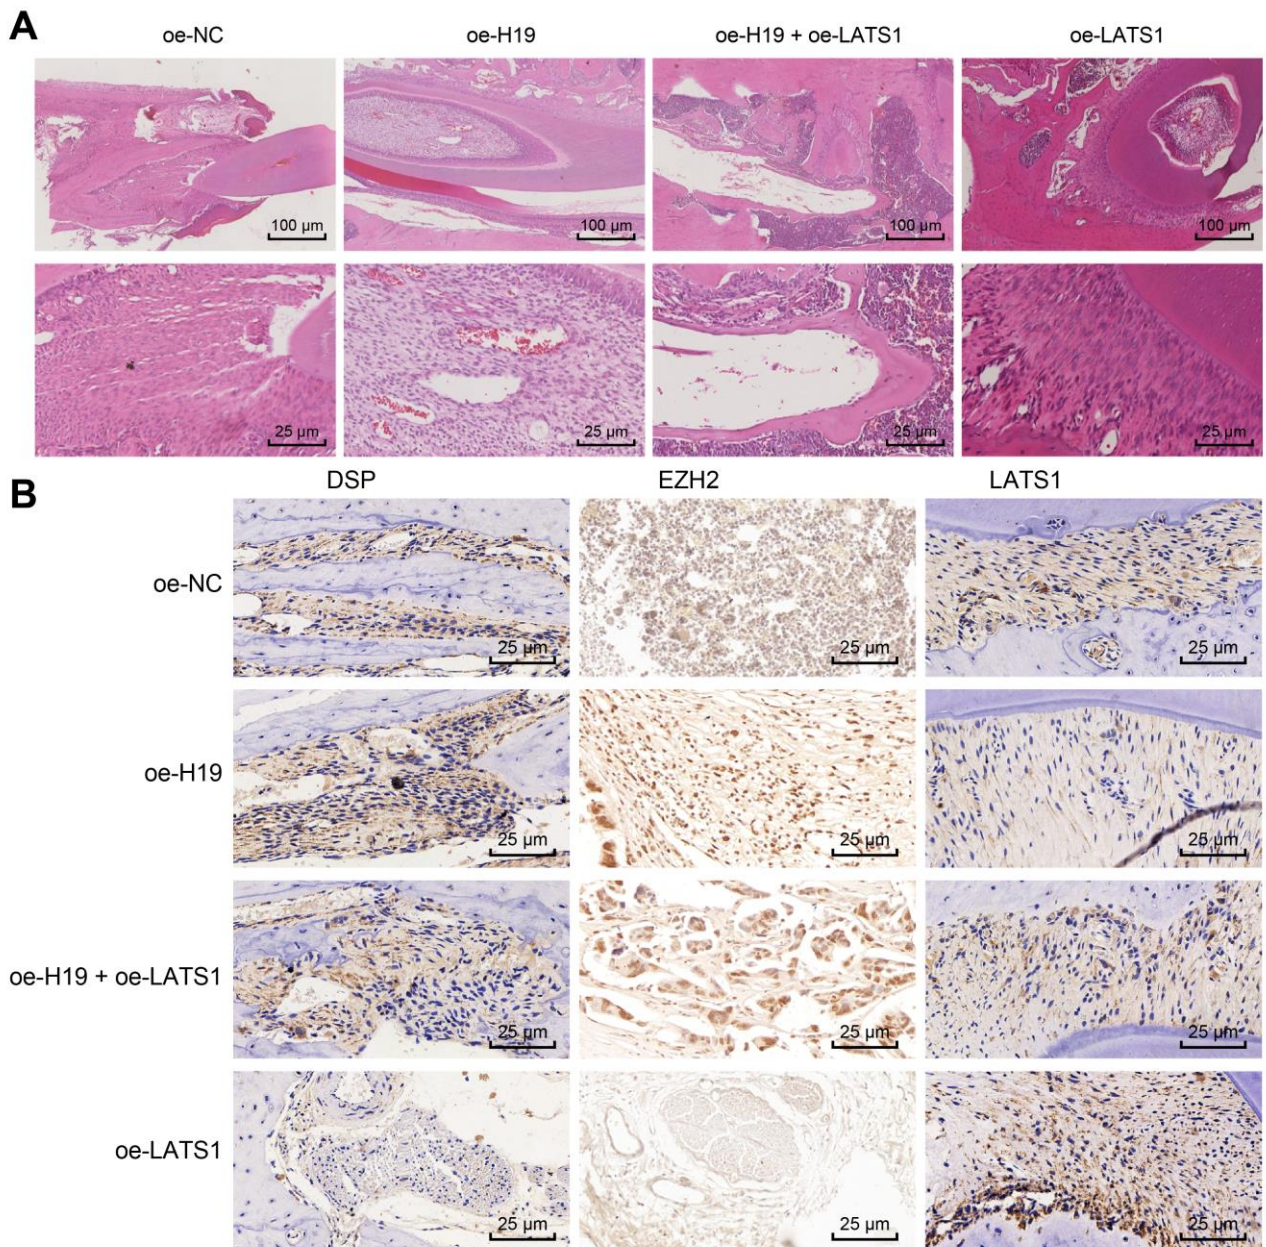 A
oe-NC oe-H19 oe-H19 + oe-LATS1 oe-LATS1
100 µm 100 µm 100 µm 100 µm
25 µm 25 µm 25 µm 25 µm
B
DSP EZH2 LATS1
oe-NC
25 µm 25 µm 25 µm
oe-H19
25 µm 25 µm 25 µm
oe-H19 + oe-LATS1
25 µm 25 µm 25 µm
oe-LATS1
25 µm 25 µm 25 µm